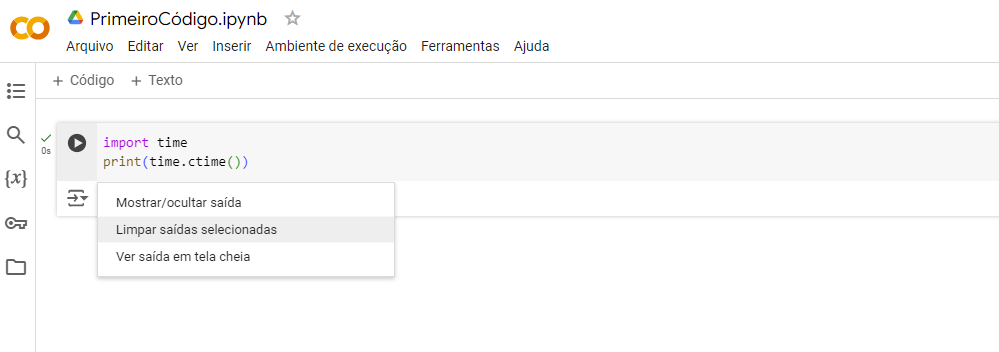 PrimeiroCódigo.ipynb
Arquivo Editar Ver Inserir Ambiente de execução Ferramentas Ajuda
+ Código + Texto
import time
0s
print(time.ctime())
Mostrar/ocultar saída
Limpar saídas selecionadas
Ver saída em tela cheia
{x}